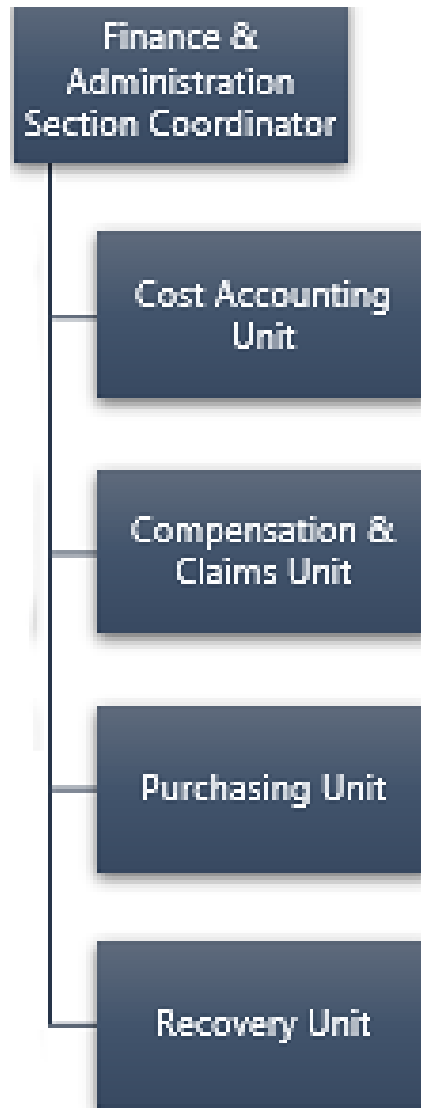 Finance &
Administration
Section Coordinator
Cost Accounting
Unit
Compensation &
Claims Unit
Purchasing Unit
Recovery Unit